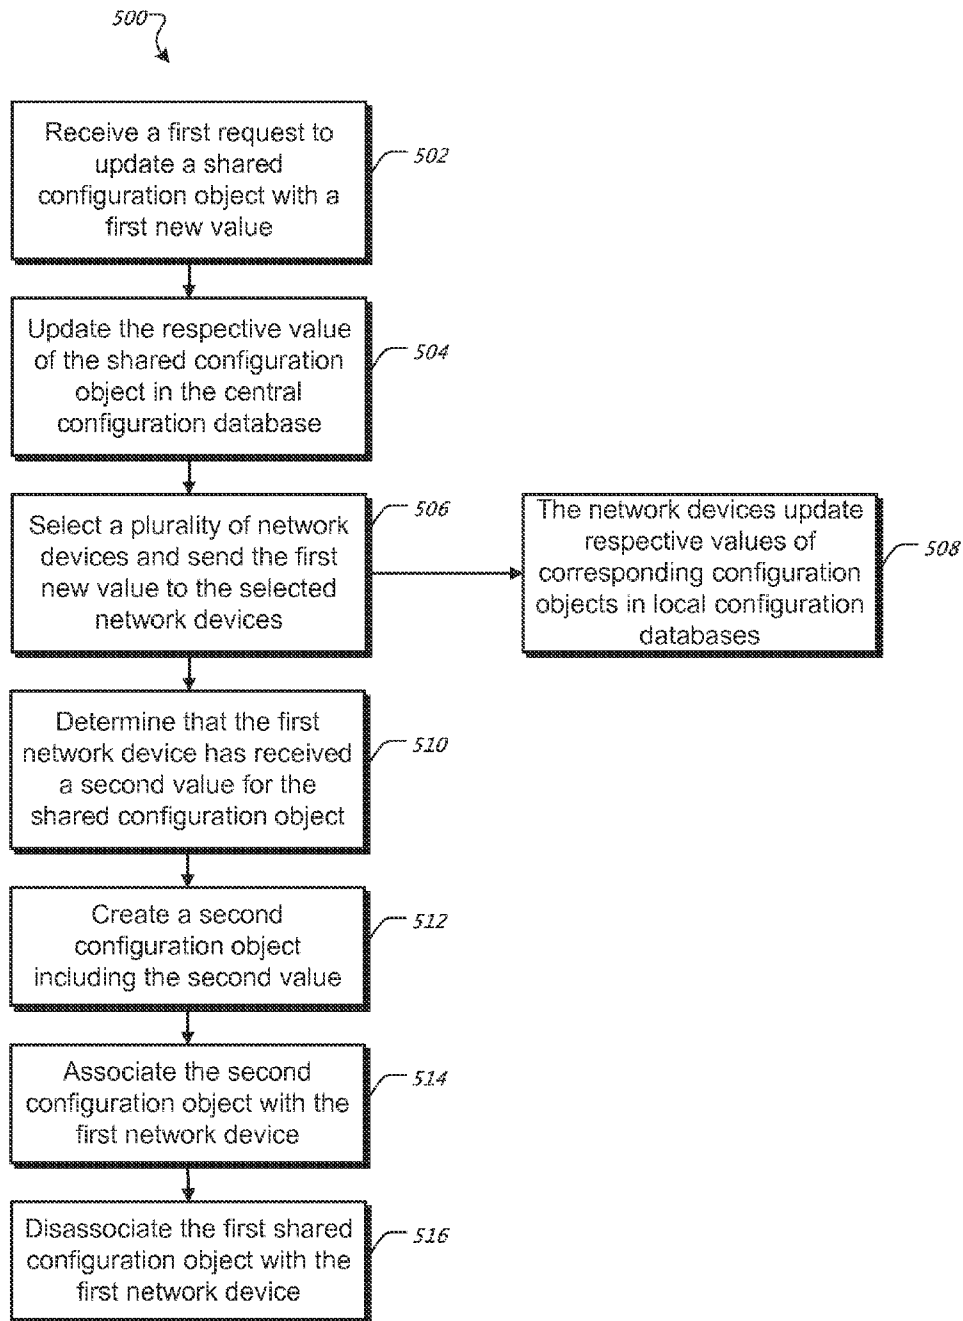 500
Receive a first request to
update a shared
configuration object with a
first new value
502
Update the respective value
of the shared configuration
object in the central
configuration database
504
Select a plurality of network
devices and send the first
new value to the selected
network devices
506
The network devices update
respective values of
corresponding configuration
objects in local configuration
databases
508
Determine that the first
network device has received
a second value for the
shared configuration object
510
Create a second
configuration object
including the second value
512
Associate the second
configuration object with the
first network device
514
Disassociate the first shared
configuration object with the
first network device
516